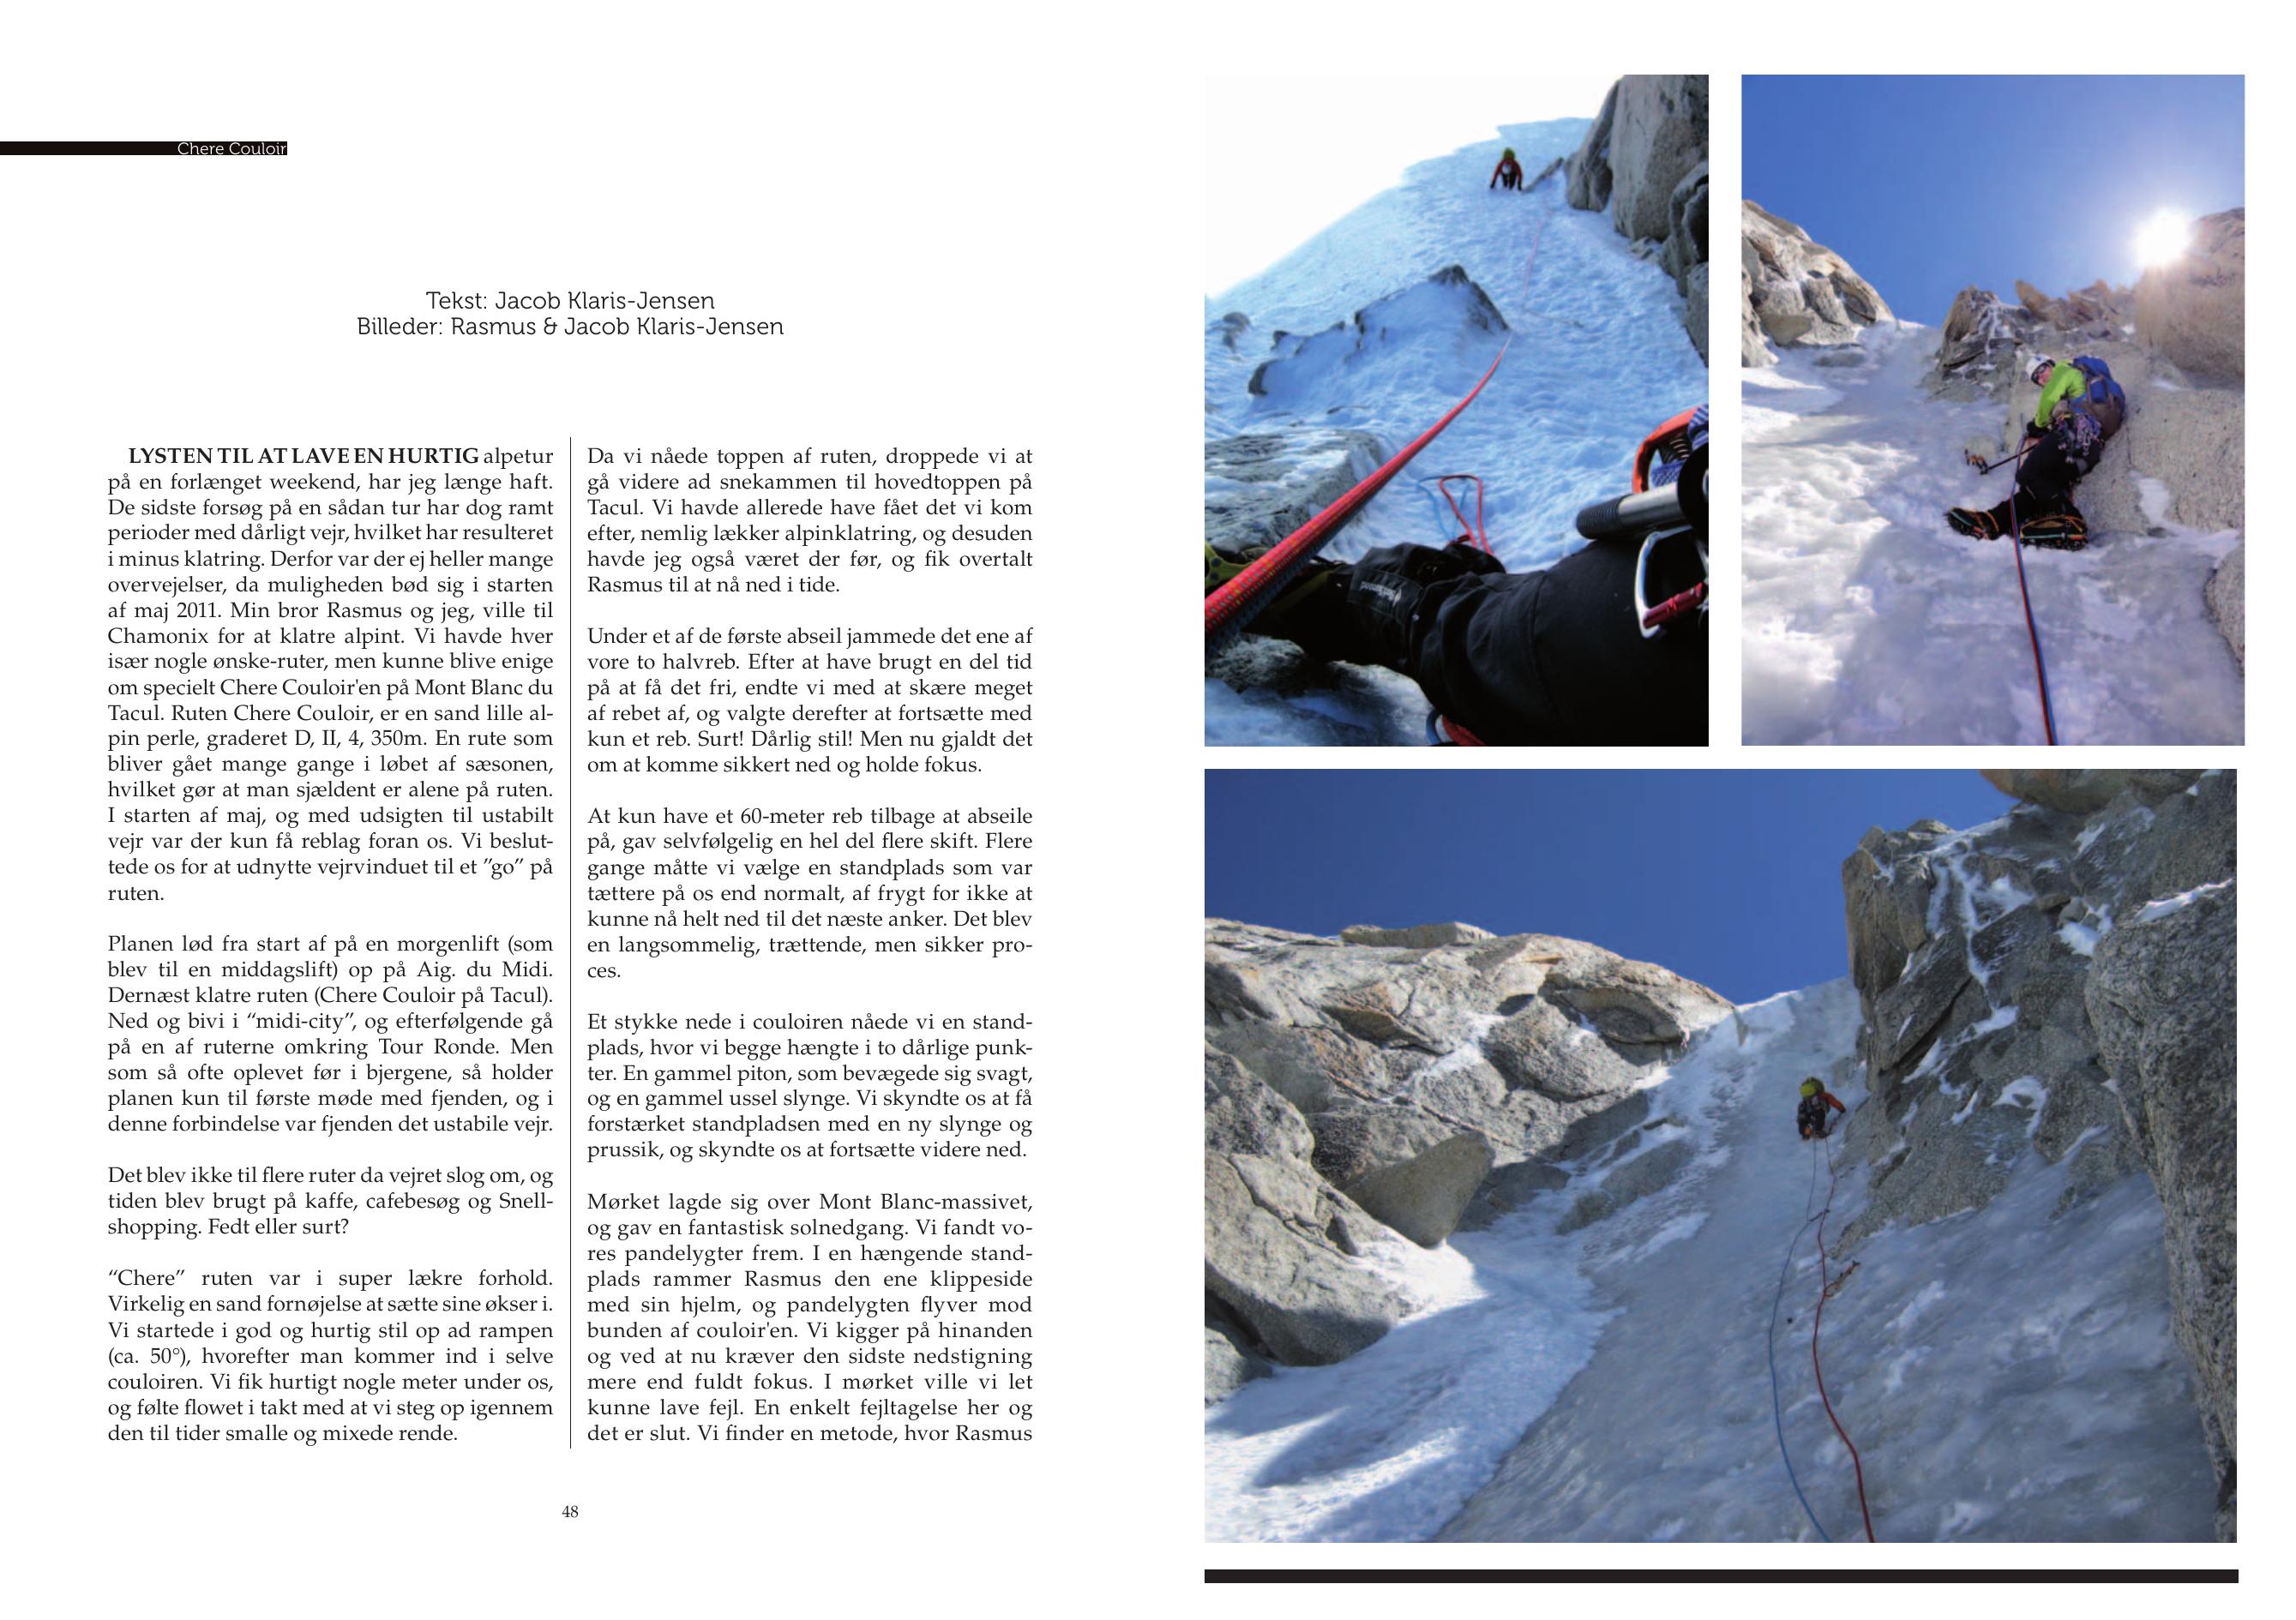 Chere Couloir
Tekst: Jacob Klaris-Jensen
Billeder: Rasmus & Jacob Klaris-Jensen
LYSTEN TIL AT LAVE EN HURTIG alpetur
på en forlænget weekend, har jeg længe haft.
De sidste forsøg på en sådan tur har dog ramt
perioder med dårligt vejr, hvilket har resulteret
i minus klatring. Derfor var der ej heller mange
overvejelser, da muligheden bød sig i starten
af maj 2011. Min bror Rasmus og jeg, ville til
Chamonix for at klatre alpint. Vi havde hver
især nogle ønske-ruter, men kunne blive enige
om specielt Chere Couloir'en på Mont Blanc du
Tacul. Ruten Chere Couloir, er en sand lille al-
pin perle, graderet D, II, 4, 350m. En rute som
bliver gået mange gange i løbet af sæsonen,
hvilket gør at man sjældent er alene på ruten.
I starten af maj, og med udsigten til ustabilt
vejr var der kun få reblag foran os. Vi beslut-
tede os for at udnytte vejrvinduet til et ”go” på
ruten.
Planen lød fra start af på en morgenlift (som
blev til en middagslift) op på Aig. du Midi.
Dernæst klatre ruten (Chere Couloir på Tacul).
Ned og bivi i “midi-city”, og efterfølgende gå
på en af ruterne omkring Tour Ronde. Men
som så ofte oplevet før i bjergene, så holder
planen kun til første møde med fjenden, og i
denne forbindelse var fjenden det ustabile vejr.
Det blev ikke til flere ruter da vejret slog om, og
tiden blev brugt på kaffe, cafebesøg og Snell-
shopping. Fedt eller surt?
“Chere” ruten var i super lækre forhold.
Virkelig en sand fornøjelse at sætte sine økser i.
Vi startede i god og hurtig stil op ad rampen
(ca. 50°), hvorefter man kommer ind i selve
couloiren. Vi fik hurtigt nogle meter under os,
og følte flowet i takt med at vi steg op igennem
den til tider smalle og mixede rende.
Da vi nåede toppen af ruten, droppede vi at
gå videre ad snekammen til hovedtoppen på
Tacul. Vi havde allerede have fået det vi kom
efter, nemlig lækker alpinklatring, og desuden
havde jeg også været der før, og fik overtalt
Rasmus til at nå ned i tide.
Under et af de første abseil jammede det ene af
vore to halvreb. Efter at have brugt en del tid
på at få det fri, endte vi med at skære meget
af rebet af, og valgte derefter at fortsætte med
kun et reb. Surt! Dårlig stil! Men nu gjaldt det
om at komme sikkert ned og holde fokus.
At kun have et 60-meter reb tilbage at abseile
på, gav selvfølgelig en hel del flere skift. Flere
gange måtte vi vælge en standplads som var
tættere på os end normalt, af frygt for ikke at
kunne nå helt ned til det næste anker. Det blev
en langsommelig, trættende, men sikker pro-
ces.
Et stykke nede i couloiren nåede vi en stand-
plads, hvor vi begge hængte i to dårlige punk-
ter. En gammel piton, som bevægede sig svagt,
og en gammel ussel slynge. Vi skyndte os at få
forstærket standpladsen med en ny slynge og
prussik, og skyndte os at fortsætte videre ned.
Mørket lagde sig over Mont Blanc-massivet,
og gav en fantastisk solnedgang. Vi fandt vo-
res pandelygter frem. I en hængende stand-
plads rammer Rasmus den ene klippeside
med sin hjelm, og pandelygten flyver mod
bunden af couloir'en. Vi kigger på hinanden
og ved at nu kræver den sidste nedstigning
mere end fuldt fokus. I mørket ville vi let
kunne lave fejl. En enkelt fejltagelse her og
det er slut. Vi finder en metode, hvor Rasmus
48